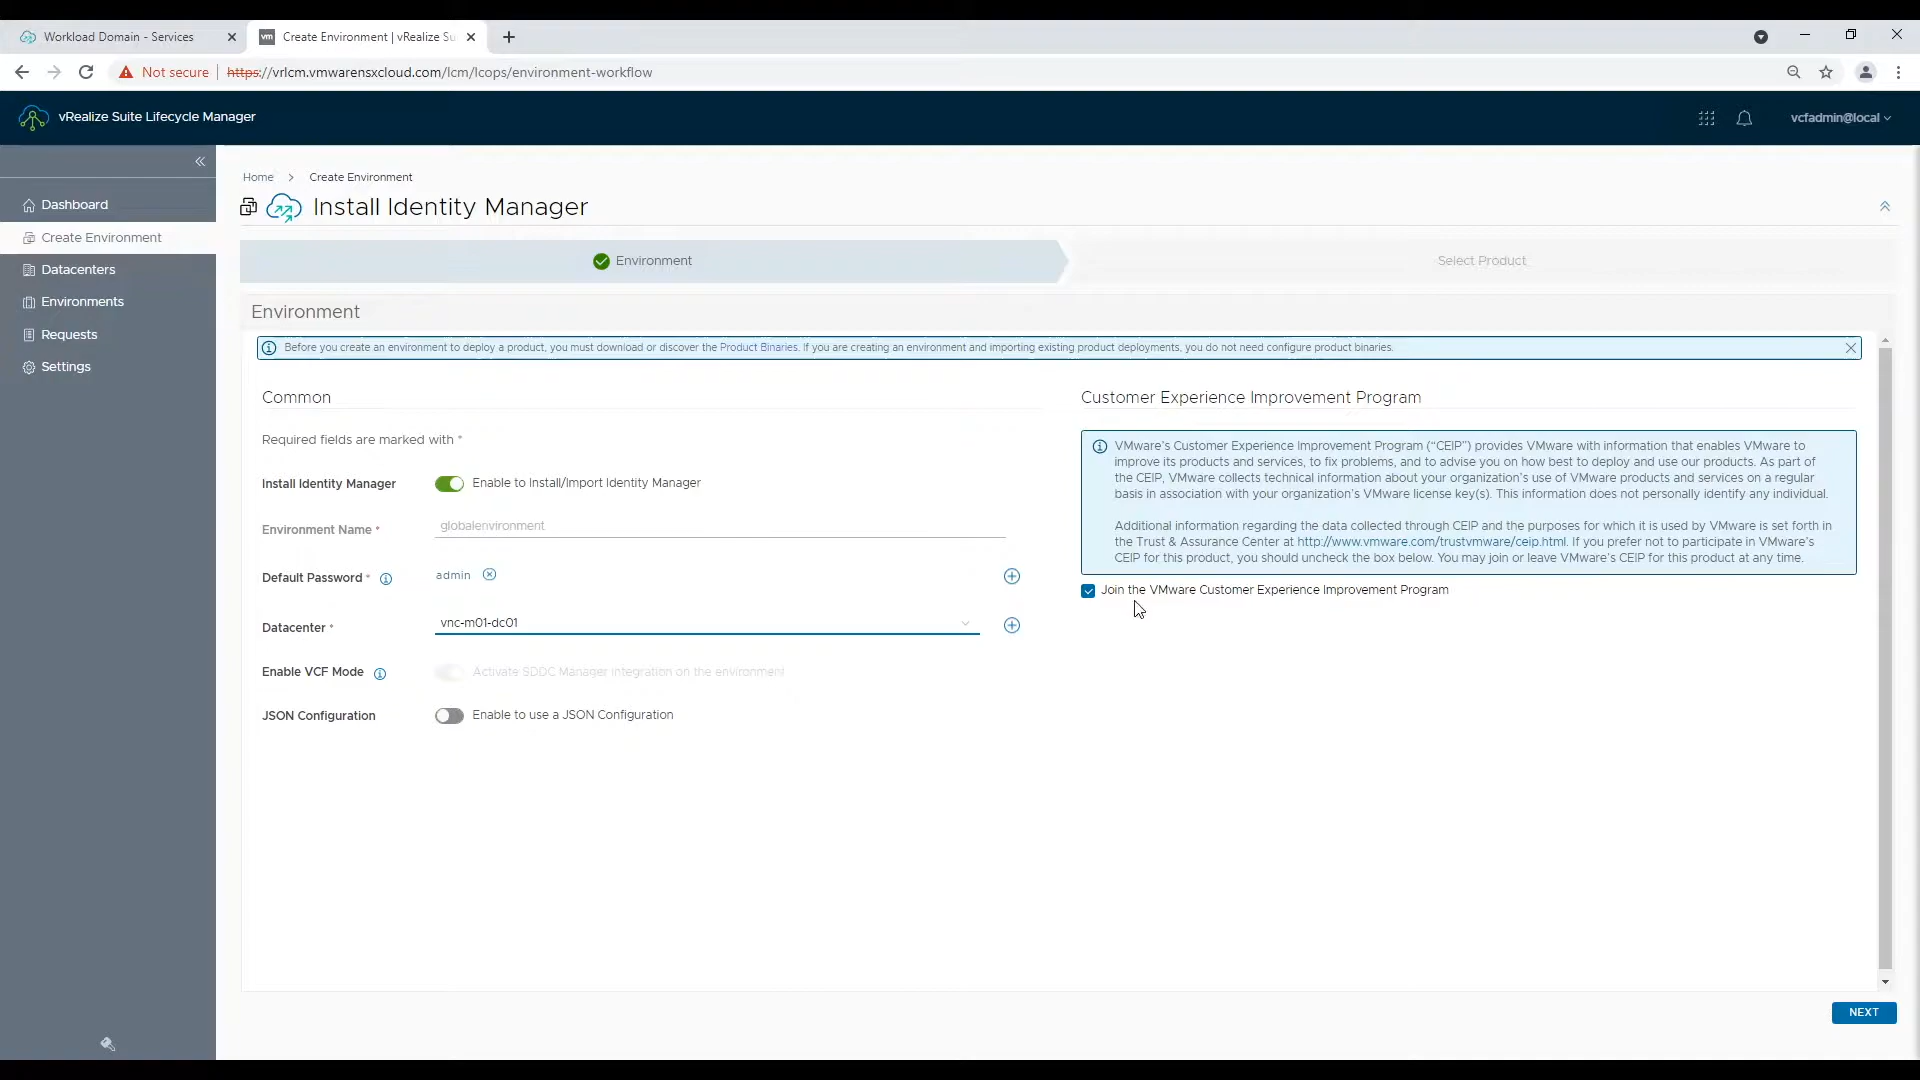 Workload Domain - Services
Create Environment | vRealize Su
Not secure
https://vrlcm.vmwarensxcloud.com/lcm/lcops/environment-workflow
vRealize Suite Lifecycle Manager
vcfadmin@local
Dashboard
Create Environment
Datacenters
Environments
Requests
Settings
Home > Create Environment
Install Identity Manager
Environment
Select Product
Environment
Before you create an environment to deploy a product, you must download or discover the Product Binaries. If you are creating an environment and importing existing product deployments, you do not need configure product binaries.
Common
Required fields are marked with *
Install Identity Manager Enable to Install/Import Identity Manager
Environment Name * globalenvironment
Default Password * admin
Datacenter * vnc-m01-dc01
Enable VCF Mode Activate SDDC Manager integration on the environment
JSON Configuration Enable to use a JSON Configuration
Customer Experience Improvement Program
VMware's Customer Experience Improvement Program ("CEIP") provides VMware with information that enables VMware to
improve its products and services, to fix problems, and to advise you on how best to deploy and use our products. As part of
the CEIP, VMware collects technical information about your organization's use of VMware products and services on a regular
basis in association with your organization's VMware license key(s). This information does not personally identify any individual.
Additional information regarding the data collected through CEIP and the purposes for which it is used by VMware is set forth in
the Trust & Assurance Center at http://www.vmware.com/trustvmware/ceip.html. If you prefer not to participate in VMware's
CEIP for this product, you should uncheck the box below. You may join or leave VMware's CEIP for this product at any time.
Join the VMware Customer Experience Improvement Program
NEXT